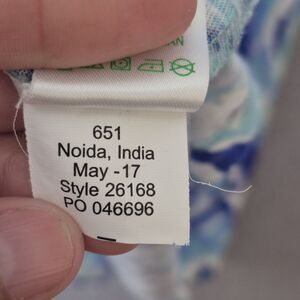 651
Noida, India
May -17
Style 26168
PO 046696